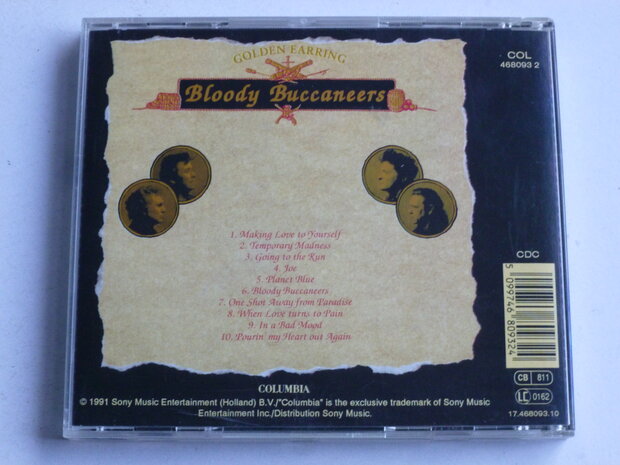 GOLDEN EARRING
Bloody Buccaneers
COL
468093 2
1. Making Love to Yourself
2. Temporary Madness
3. Going to the Run
4. Joe
5. Planet Blue
6. Bloody Buccaneers
7. One Shot Away from Paradise
8. When Love turns to Pain
9. In a Bad Mood
10. Pourin' my Heart out Again
CDC
5 099746 809324
CB 611
LC 0162
COLUMBIA
© 1991 Sony Music Entertainment (Holland) B.V./"Columbia" is the exclusive trademark of Sony Music
Entertainment Inc./Distribution Sony Music.
17.468093.10